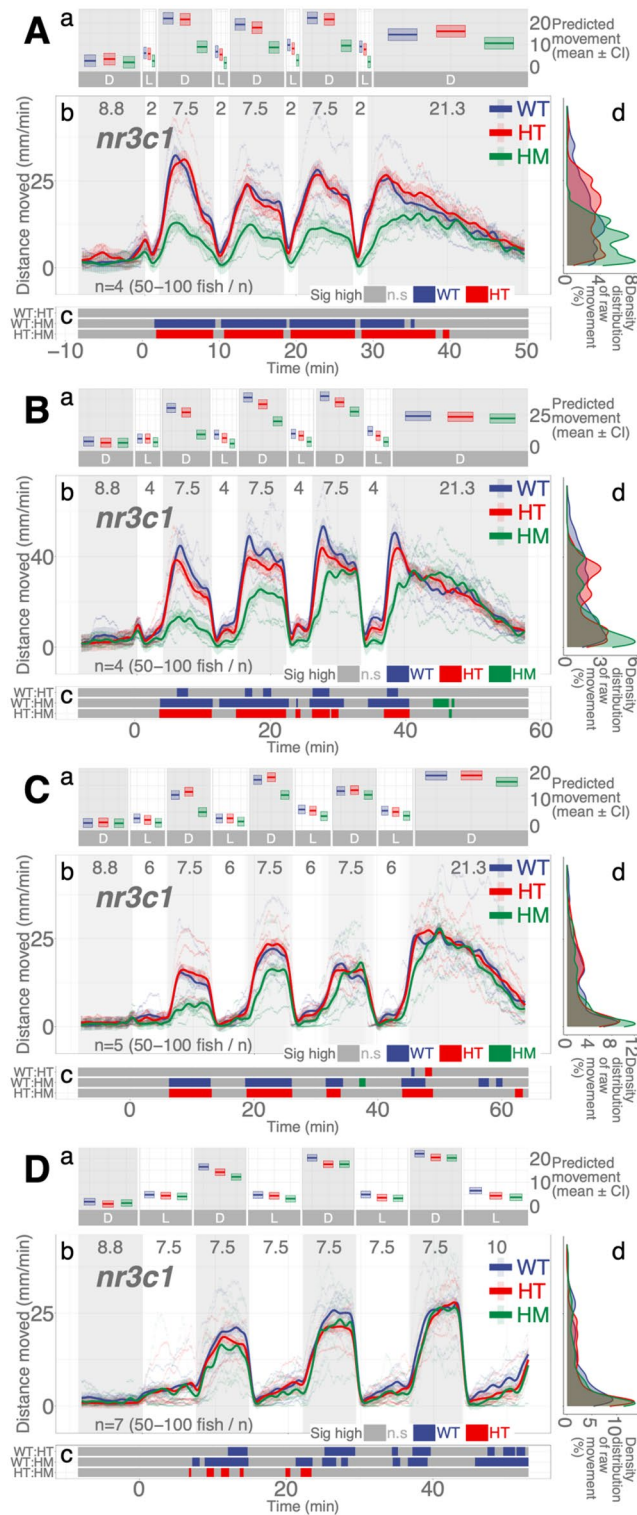 A
a
20
10
0
Predicted
movement
(mean ± CI)
D L D L D L D L D
b
8.8 2 7.5 2 7.5 2 7.5 2 21.3
nr3c1
WT
HT
HM
Distance moved (mm/min)
25
0
n=4 (50–100 fish / n)
Sig high n.s WT HT
d
0 4 8
Density
distribution
of raw
movement
(%)
c
WT:HT
WT:HM
HT:HM
−10 0 10 20 30 40 50
Time (min)
B
a
25
0
Predicted
movement
(mean ± CI)
D L D L D L D L D
b
8.8 4 7.5 4 7.5 4 7.5 4 21.3
nr3c1
WT
HT
HM
Distance moved (mm/min)
40
0
n=4 (50–100 fish / n)
Sig high n.s WT HT HM
d
0 3 6
Density
distribution
of raw
movement
(%)
c
WT:HT
WT:HM
HT:HM
0 20 40 60
Time (min)
C
a
20
10
0
Predicted
movement
(mean ± CI)
D L D L D L D L D
b
8.8 6 7.5 6 7.5 6 7.5 6 21.3
nr3c1
WT
HT
HM
Distance moved (mm/min)
25
0
n=5 (50–100 fish / n)
Sig high n.s WT HT HM
d
0 4 8 12
Density
distribution
of raw
movement
(%)
c
WT:HT
WT:HM
HT:HM
0 20 40 60
Time (min)
D
a
20
10
0
Predicted
movement
(mean ± CI)
D L D L D L D L
b
8.8 7.5 7.5 7.5 7.5 7.5 7.5 10
nr3c1
WT
HT
HM
Distance moved (mm/min)
25
0
n=7 (50–100 fish / n)
Sig high n.s WT HT
d
0 5 10
Density
distribution
of raw
movement
(%)
c
WT:HT
WT:HM
HT:HM
0 20 40
Time (min)